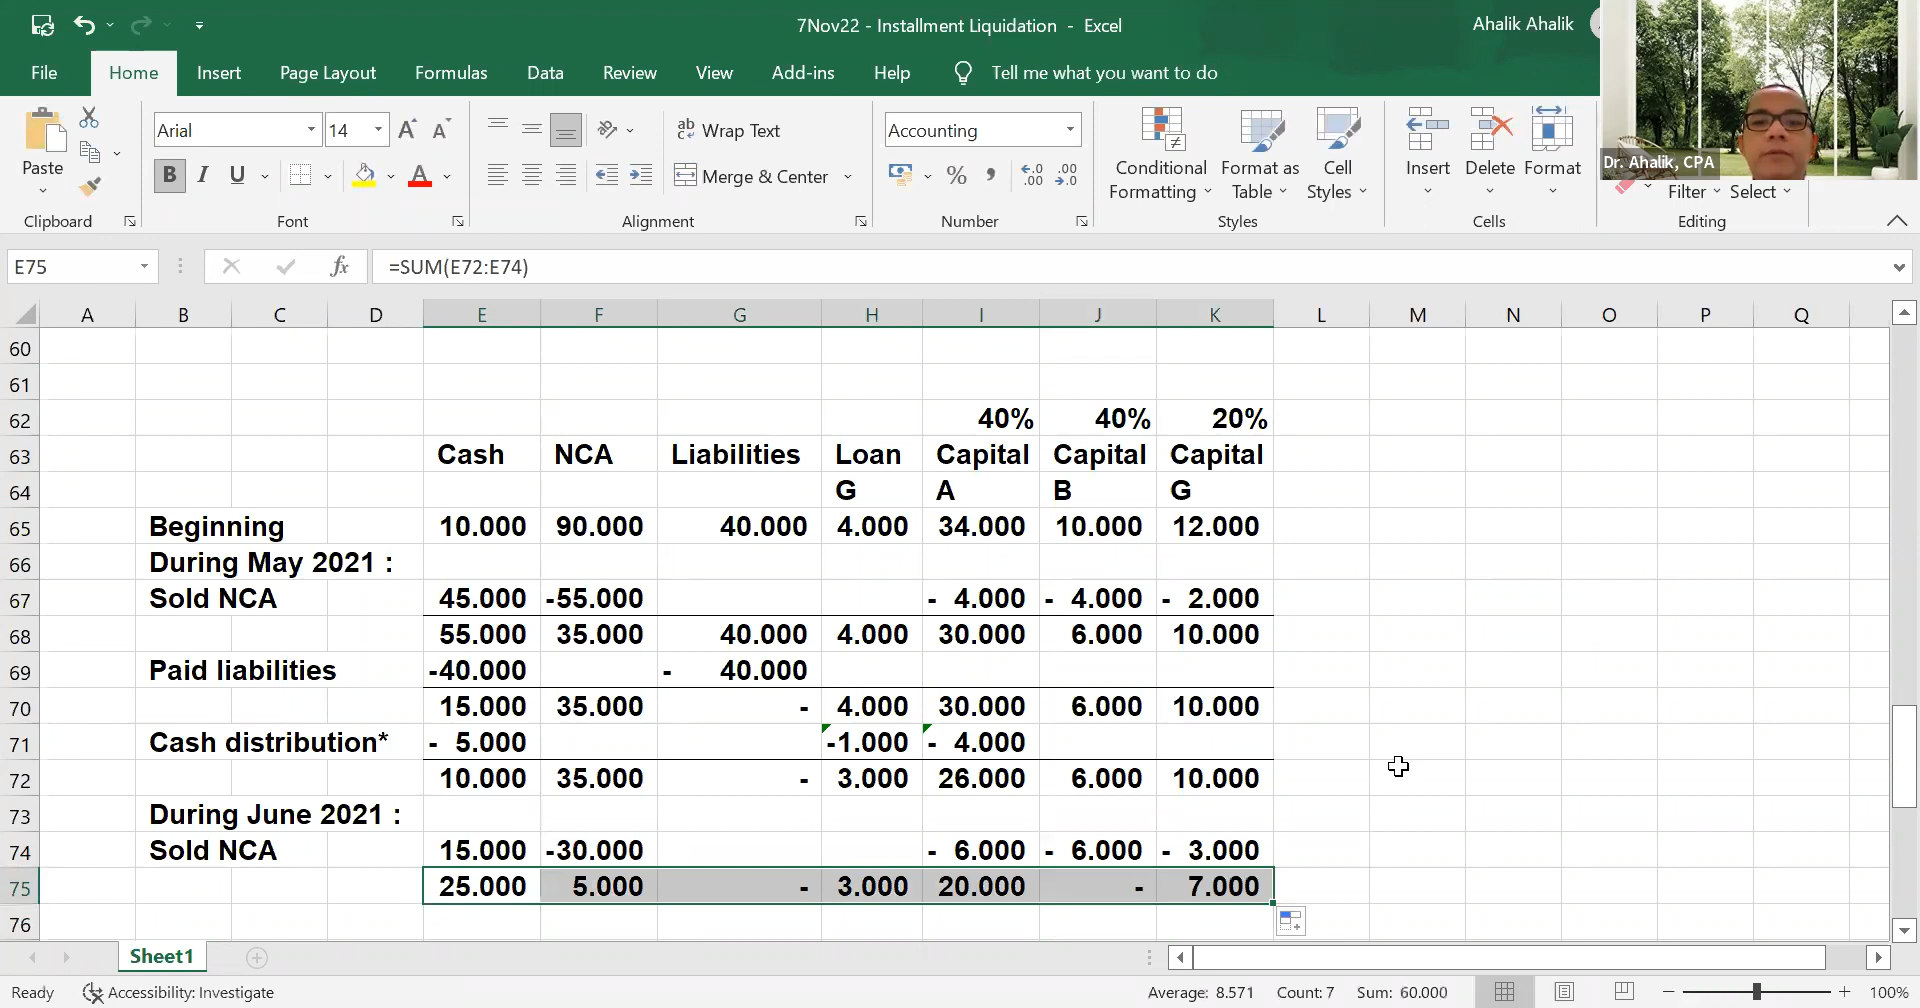 7Nov22 - Installment Liquidation - Excel
Ahalik Ahalik
File Home Insert Page Layout Formulas Data Review View Add-ins Help Tell me what you want to do
Paste
Clipboard
Arial 14
B I U
Font
ab Wrap Text
Merge & Center
Alignment
Accounting
% , .00 .00
Number
Conditional Formatting
Format as Table
Cell Styles
Styles
Insert Delete Format
Cells
Filter Select
Editing
Dr. Ahalik, CPA
E75 fx =SUM(E72:E74)
A B C D E F G H I J K L M N O P Q
60
61
62 40% 40% 20%
63 Cash NCA Liabilities Loan Capital Capital Capital
64 G A B G
65 Beginning 10.000 90.000 40.000 4.000 34.000 10.000 12.000
66 During May 2021 :
67 Sold NCA 45.000 -55.000 - 4.000 - 4.000 - 2.000
68 55.000 35.000 40.000 4.000 30.000 6.000 10.000
69 Paid liabilities -40.000 - 40.000
70 15.000 35.000 - 4.000 30.000 6.000 10.000
71 Cash distribution* - 5.000 -1.000 - 4.000
72 10.000 35.000 - 3.000 26.000 6.000 10.000
73 During June 2021 :
74 Sold NCA 15.000 -30.000 - 6.000 - 6.000 - 3.000
75 25.000 5.000 - 3.000 20.000 - 7.000
76
Sheet1
Ready Accessibility: Investigate Average: 8.571 Count: 7 Sum: 60.000 100%